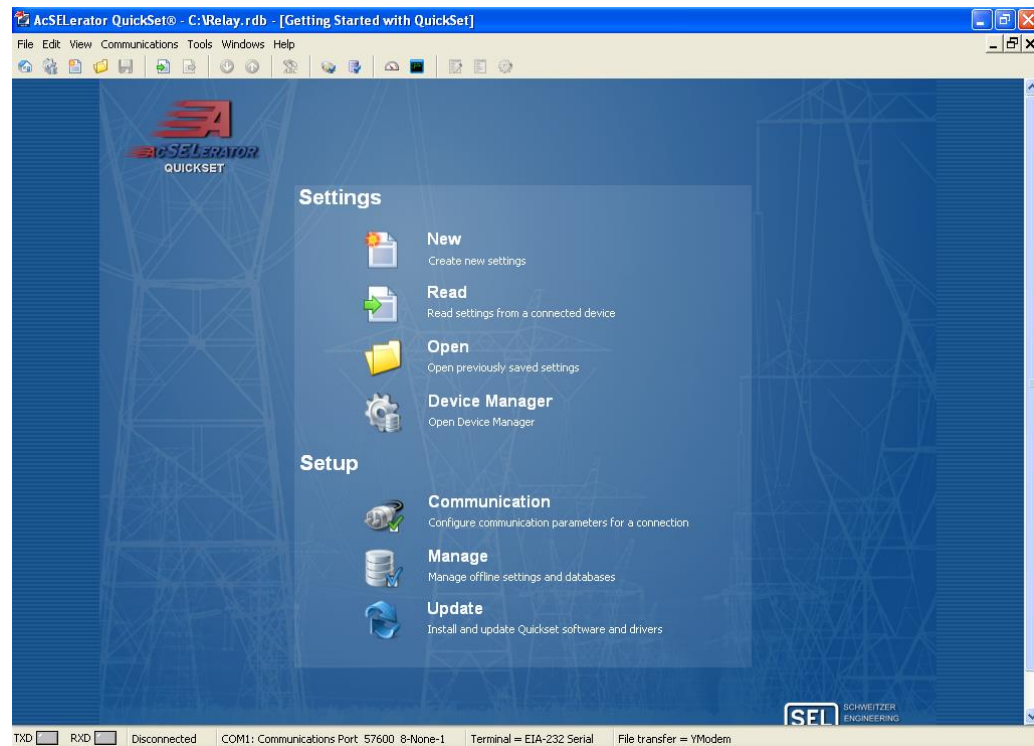 AcSELerator QuickSet® - C:\Relay.rdb - [Getting Started with QuickSet]
File Edit View Communications Tools Windows Help
ACSELERATOR
QUICKSET
Settings
New
Create new settings
Read
Read settings from a connected device
Open
Open previously saved settings
Device Manager
Open Device Manager
Setup
Communication
Configure communication parameters for a connection
Manage
Manage offline settings and databases
Update
Install and update Quickset software and drivers
SEL SCHWEITZER
ENGINEERING
TXD RXD Disconnected COM1: Communications Port 57600 8-None-1 Terminal = EIA-232 Serial File transfer = YModem